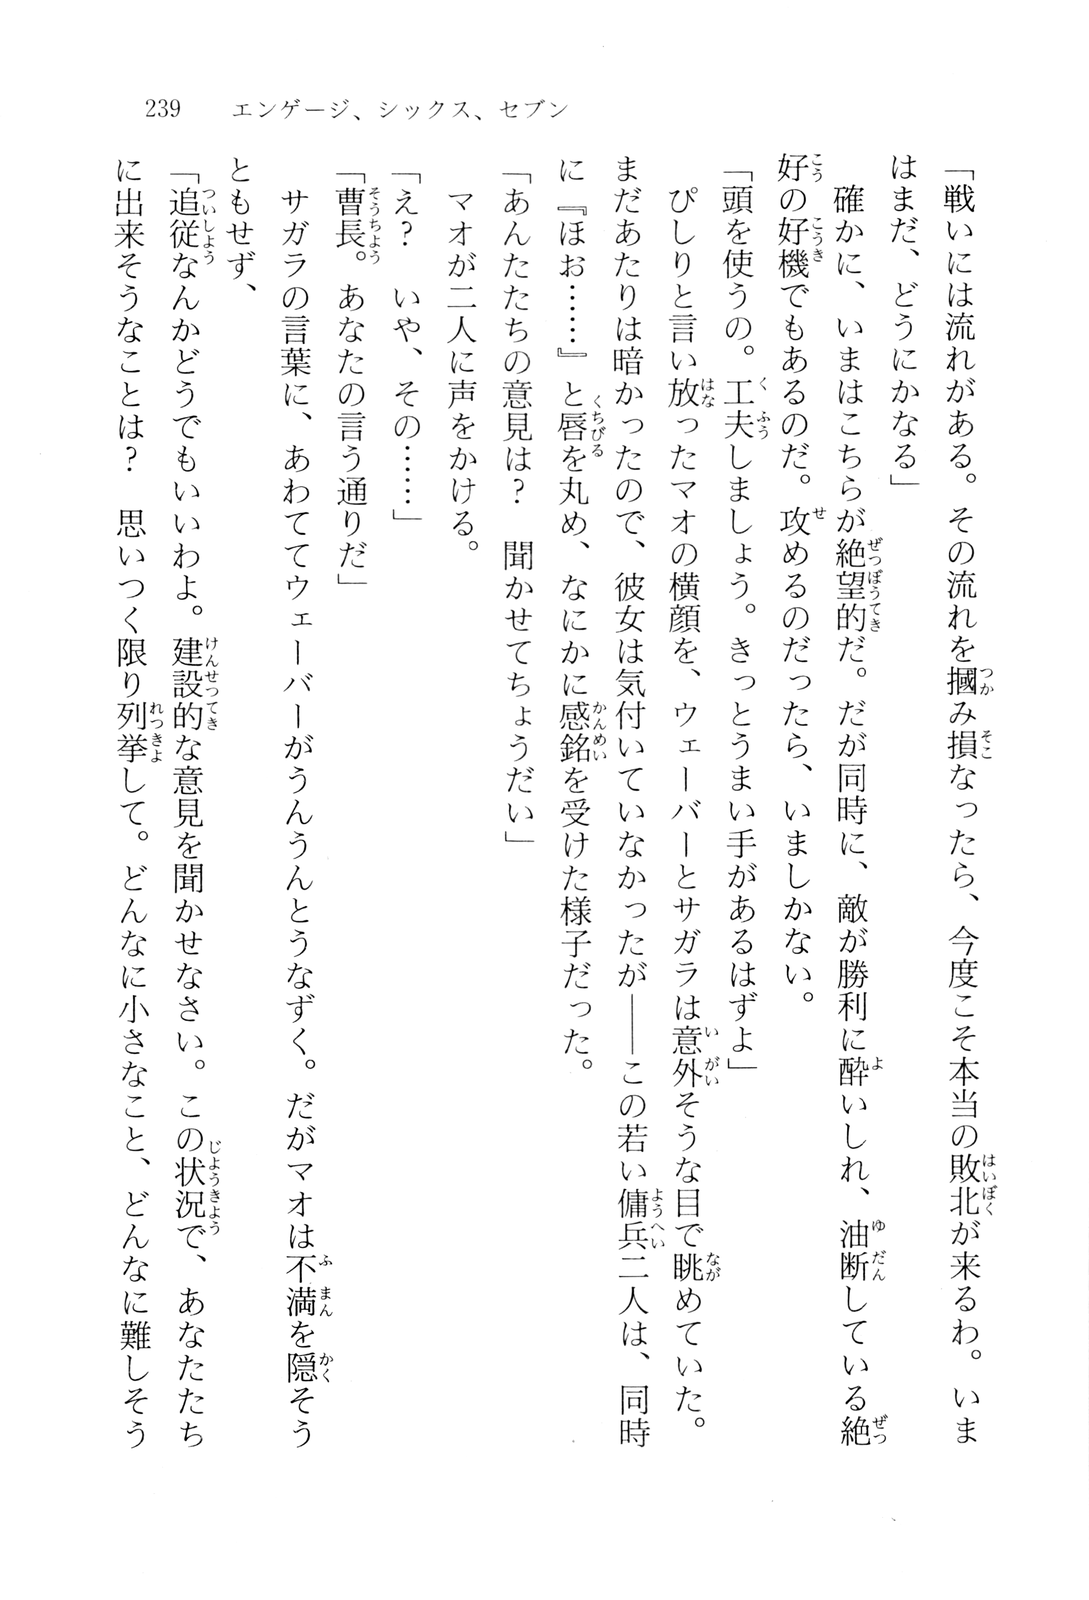 239　エンゲージ、シックス、セブン
「戦いには流れがある。その流れを摑み損なったら、今度こそ本当の敗北が来るわ。いま
はまだ、どうにかなる」
　確かに、いまはこちらが絶望的だ。だが同時に、敵が勝利に酔いしれ、油断している絶
好の好機でもあるのだ。攻めるのだったら、いましかない。
「頭を使うの。工夫しましょう。きっとうまい手があるはずよ」
　ぴしりと言い放ったマオの横顔を、ウェーバーとサガラは意外そうな目で眺めていた。
まだあたりは暗かったので、彼女は気付いていなかったが――この若い傭兵二人は、同時
に『ほお……』と唇を丸め、なにかに感銘を受けた様子だった。
「あんたたちの意見は？　聞かせてちょうだい」
　マオが二人に声をかける。
「え？　いや、その……」
「曹長。あなたの言う通りだ」
　サガラの言葉に、あわててウェーバーがうんうんとうなずく。だがマオは不満を隠そう
ともせず、
「追従なんかどうでもいいわよ。建設的な意見を聞かせなさい。この状況で、あなたたち
に出来そうなことは？　思いつく限り列挙して。どんなに小さなこと、どんなに難しそう